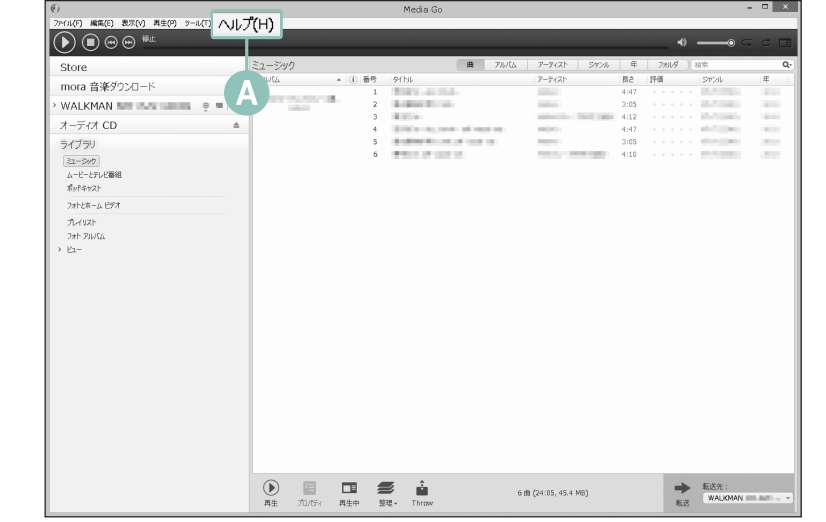 Media Go
ファイル(F) 編集(E) 表示(V) 再生(P) ツール(T) ヘルプ(H)
停止
A
Store
mora 音楽ダウンロード
WALKMAN
オーディオ CD
ライブラリ
ミュージック
ムービーとテレビ番組
ポッドキャスト
フォトとホーム ビデオ
プレイリスト
フォト アルバム
ビュー
ミュージック
曲 アルバム アーティスト ジャンル 年 フォルダ 検索
番号 タイトル アーティスト 長さ 評価 ジャンル 年
1 4:47
2 3:05
3 4:12
4 4:47
5 3:05
6 4:10
再生 プロパティ 再生中 整理 Throw
6 曲 (24:05, 45.4 MB)
転送
転送先 :
WALKMAN